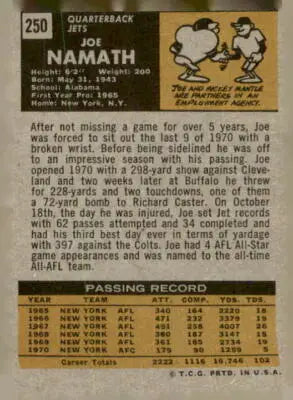 250
QUARTERBACK
JETS
JOE
NAMATH
Height: 6'2" Weight: 200
Born: May 31, 1943
School: Alabama
First Year Pro: 1965
Home: New York, N.Y.
JOE AND MICKEY MANTLE
ARE PARTNERS IN
AN EMPLOYMENT
AGENCY.
After not missing a game for over 5 years, Joe
was forced to sit out the last 9 of 1970 with a
broken wrist. Before being sidelined he was off
to an impressive season with his passing. Joe
opened 1970 with a 298-yard show against Cleve-
land and two weeks later at Buffalo he threw
for 228-yards and two touchdowns, one of them
a 72-yard bomb to Richard Caster. On October
18th, the day he was injured, Joe set Jet records
with 62 passes attempted and 34 completed and
had his third best day ever in terms of yardage
with 397 against the Colts. Joe had 4 AFL All-Star
game appearances and was named to the all-time
All-AFL team.
PASSING RECORD
YEAR TEAM ATT. COMP. YDS. TDS
1965 NEW YORK AFL 340 164 2220 18
1966 NEW YORK AFL 471 232 3379 19
1967 NEW YORK AFL 491 258 4007 26
1968 NEW YORK AFL 380 187 3147 15
1969 NEW YORK AFL 361 185 2734 19
1970 NEW YORK AFC 179 90 1259 5
Career Totals 2222 1116 16,746 102
© T.C.G. PRTD. IN U.S.A.